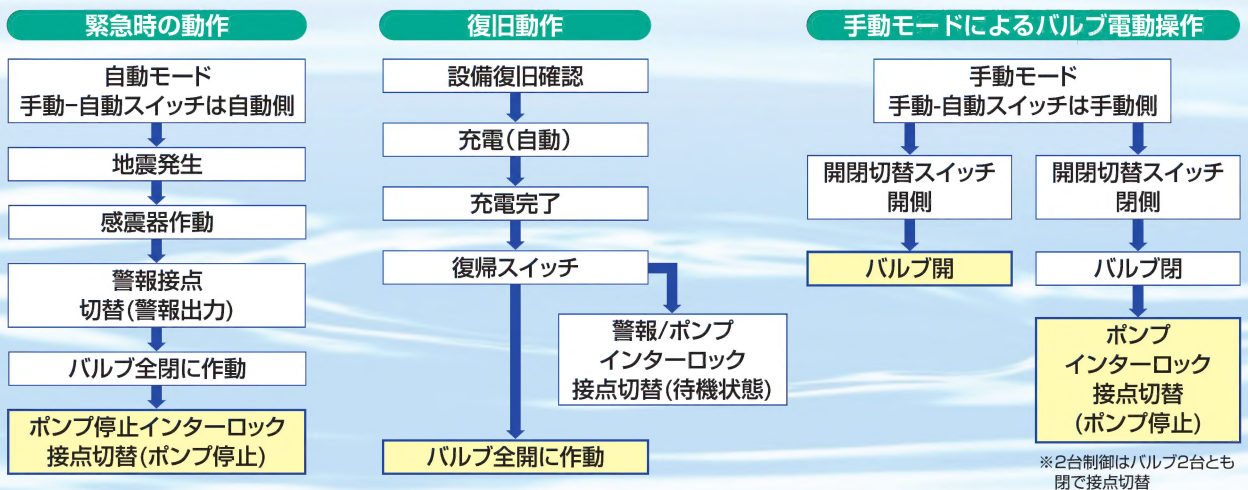 緊急時の動作
自動モード
手動-自動スイッチは自動側
地震発生
感震器作動
警報接点
切替(警報出力)
バルブ全閉に作動
ポンプ停止インターロック
接点切替(ポンプ停止)
復旧動作
設備復旧確認
充電(自動)
充電完了
復帰スイッチ
警報/ポンプ
インターロック
接点切替(待機状態)
バルブ全開に作動
手動モードによるバルブ電動操作
手動モード
手動-自動スイッチは手動側
開閉切替スイッチ
開側
バルブ開
開閉切替スイッチ
閉側
バルブ閉
ポンプ
インターロック
接点切替
(ポンプ停止)
※2台制御はバルブ2台とも
閉で接点切替